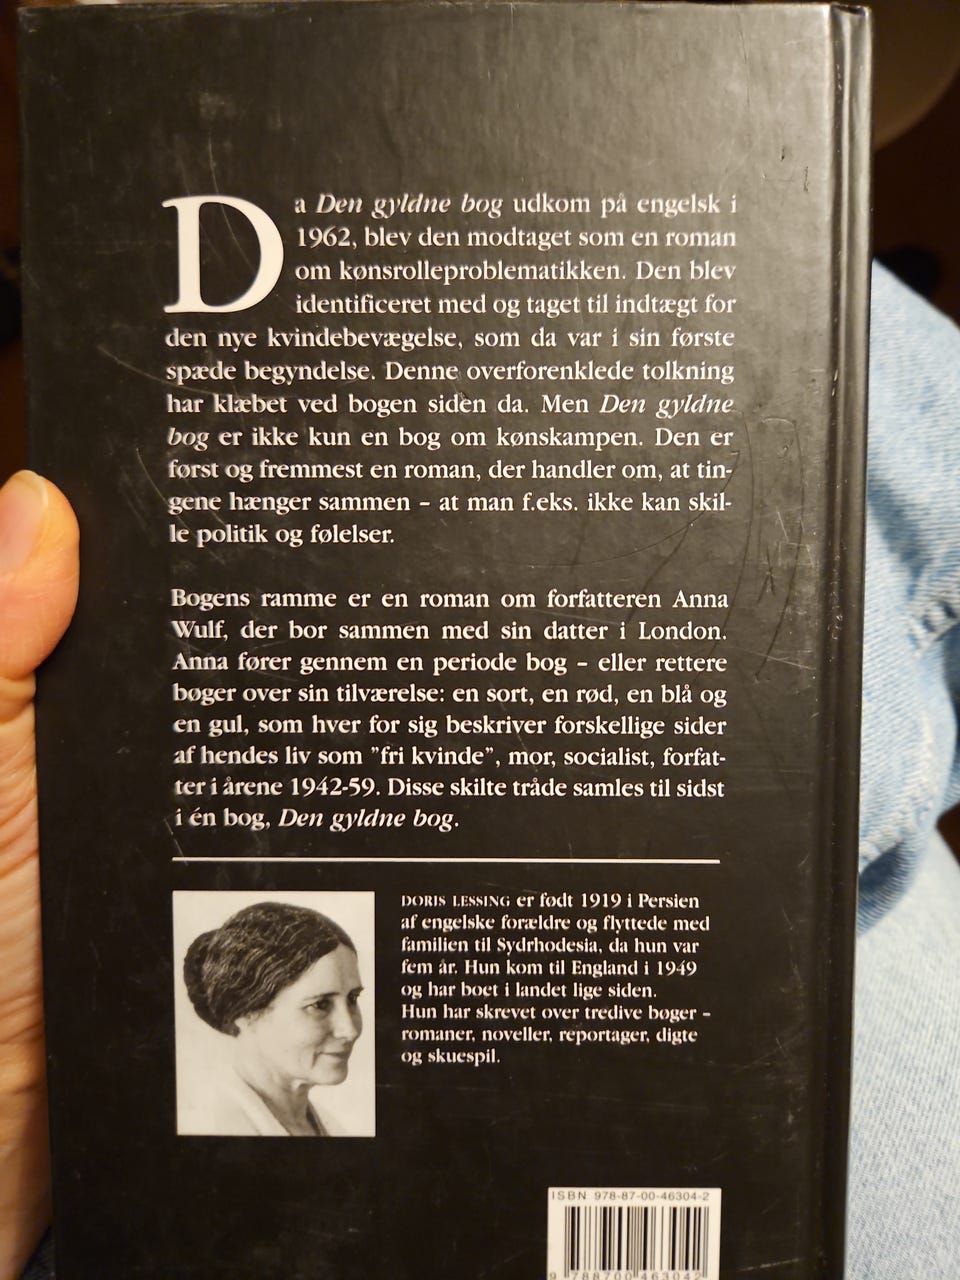 Da Den gyldne bog udkom på engelsk i
1962, blev den modtaget som en roman
om kønsrolleproblematikken. Den blev
identificeret med og taget til indtægt for
den nye kvindebevægelse, som da var i sin første
spæde begyndelse. Denne overforenklede tolkning
har klæbet ved bogen siden da. Men Den gyldne
bog er ikke kun en bog om kønskampen. Den er
først og fremmest en roman, der handler om, at tin-
gene hænger sammen – at man f.eks. ikke kan skil-
le politik og følelser.
Bogens ramme er en roman om forfatteren Anna
Wulf, der bor sammen med sin datter i London.
Anna fører gennem en periode bog – eller rettere
bøger over sin tilværelse: en sort, en rød, en blå og
en gul, som hver for sig beskriver forskellige sider
af hendes liv som ”fri kvinde”, mor, socialist, forfat-
ter i årene 1942-59. Disse skilte tråde samles til sidst
i én bog, Den gyldne bog.
DORIS LESSING er født 1919 i Persien
af engelske forældre og flyttede med
familien til Sydrhodesia, da hun var
fem år. Hun kom til England i 1949
og har boet i landet lige siden.
Hun har skrevet over tredive bøger –
romaner, noveller, reportager, digte
og skuespil.
ISBN 978-87-00-46304-2
9 788700 463042